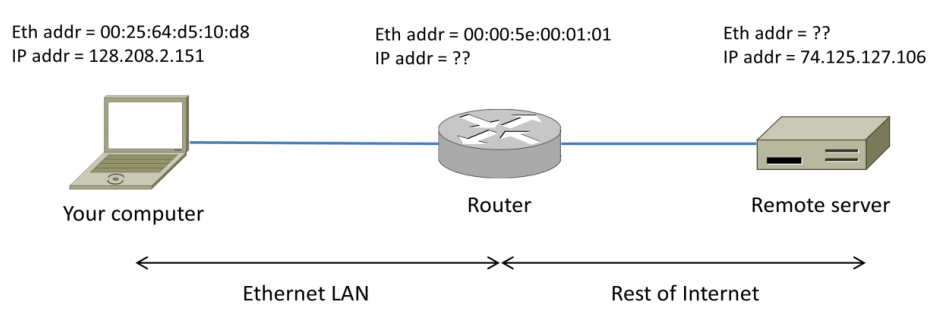 Eth addr = 00:25:64:d5:10:d8
IP addr = 128.208.2.151
Eth addr = 00:00:5e:00:01:01
IP addr = ??
Eth addr = ??
IP addr = 74.125.127.106
Your computer
Router
Remote server
Ethernet LAN
Rest of Internet